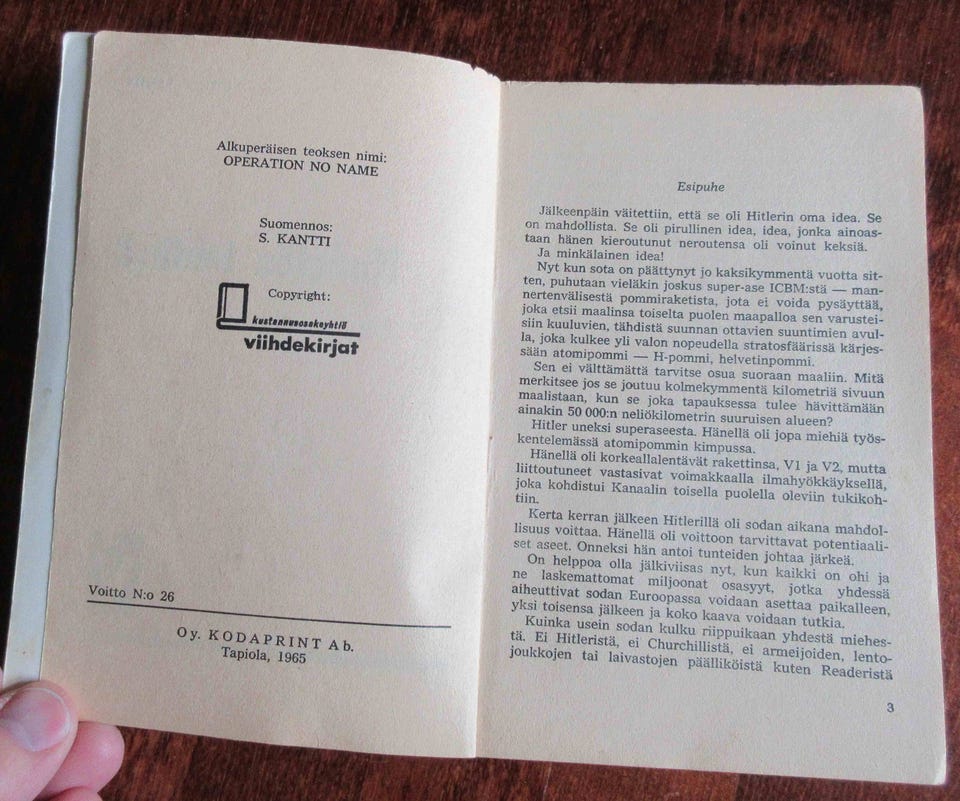 Alkuperäisen teoksen nimi:
OPERATION NO NAME
Suomennos:
S. KANTTI
Copyright:
kustannusosakeyhtiö
viihdekirjat
Voitto N:o 26
Oy. KODAPRINT Ab.
Tapiola, 1965
Esipuhe
Jälkeenpäin väitettiin, että se oli Hitlerin oma idea. Se
on mahdollista. Se oli pirullinen idea, idea, jonka ainoas-
taan hänen kieroutunut neroutensa oli voinut keksiä.
Ja minkälainen idea!
Nyt kun sota on päättynyt jo kaksikymmentä vuotta sit-
ten, puhutaan vieläkin joskus super-ase ICBM:stä — man-
nertenvälisestä pommiraketista, jota ei voida pysäyttää,
joka etsii maalinsa toiselta puolen maapalloa sen varustei-
siin kuuluvien, tähdistä suunnan ottavien suuntimien avul-
la, joka kulkee yli valon nopeudella stratosfäärissä kärjes-
sään atomipommi — H-pommi, helvetinpommi.
Sen ei välttämättä tarvitse osua suoraan maaliin. Mitä
merkitsee jos se joutuu kolmekymmentä kilometriä sivuun
maalistaan, kun se joka tapauksessa tulee hävittämään
ainakin 50 000:n neliökilometrin suuruisen alueen?
Hitler uneksi superaseesta. Hänellä oli jopa miehiä työs-
kentelemässä atomipommin kimpussa.
Hänellä oli korkeallalentävät rakettinsa, V1 ja V2, mutta
liittoutuneet vastasivat voimakkaalla ilmahyökkäyksellä,
joka kohdistui Kanaalin toisella puolella oleviin tukikoh-
tiin.
Kerta kerran jälkeen Hitlerillä oli sodan aikana mahdol-
lisuus voittaa. Hänellä oli voittoon tarvittavat potentiaali-
set aseet. Onneksi hän antoi tunteiden johtaa järkeä.
On helppoa olla jälkiviisas nyt, kun kaikki on ohi ja
ne laskemattomat miljoonat osasyyt, jotka yhdessä
aiheuttivat sodan Euroopassa voidaan asettaa paikalleen,
yksi toisensa jälkeen ja koko kaava voidaan tutkia.
Kuinka usein sodan kulku riippuikaan yhdestä miehes-
tä. Ei Hitleristä, ei Churchillistä, ei armeijoiden, lento-
joukkojen tai laivastojen päälliköistä kuten Readeristä
3